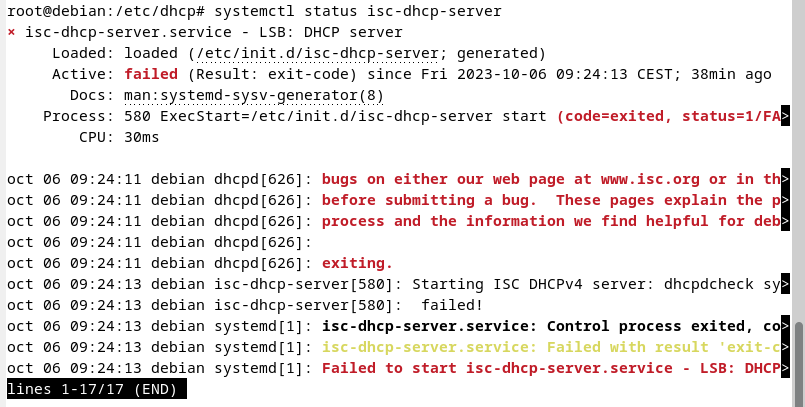 root@debian:/etc/dhcp# systemctl status isc-dhcp-server
× isc-dhcp-server.service - LSB: DHCP server
     Loaded: loaded (/etc/init.d/isc-dhcp-server; generated)
     Active: failed (Result: exit-code) since Fri 2023-10-06 09:24:13 CEST; 38min ago
       Docs: man:systemd-sysv-generator(8)
    Process: 580 ExecStart=/etc/init.d/isc-dhcp-server start (code=exited, status=1/FA>
        CPU: 30ms

oct 06 09:24:11 debian dhcpd[626]: bugs on either our web page at www.isc.org or in th>
oct 06 09:24:11 debian dhcpd[626]: before submitting a bug.  These pages explain the p>
oct 06 09:24:11 debian dhcpd[626]: process and the information we find helpful for deb>
oct 06 09:24:11 debian dhcpd[626]:
oct 06 09:24:11 debian dhcpd[626]: exiting.
oct 06 09:24:13 debian isc-dhcp-server[580]: Starting ISC DHCPv4 server: dhcpdcheck sy>
oct 06 09:24:13 debian isc-dhcp-server[580]:  failed!
oct 06 09:24:13 debian systemd[1]: isc-dhcp-server.service: Control process exited, co>
oct 06 09:24:13 debian systemd[1]: isc-dhcp-server.service: Failed with result 'exit-c>
oct 06 09:24:13 debian systemd[1]: Failed to start isc-dhcp-server.service - LSB: DHCP>
lines 1-17/17 (END)